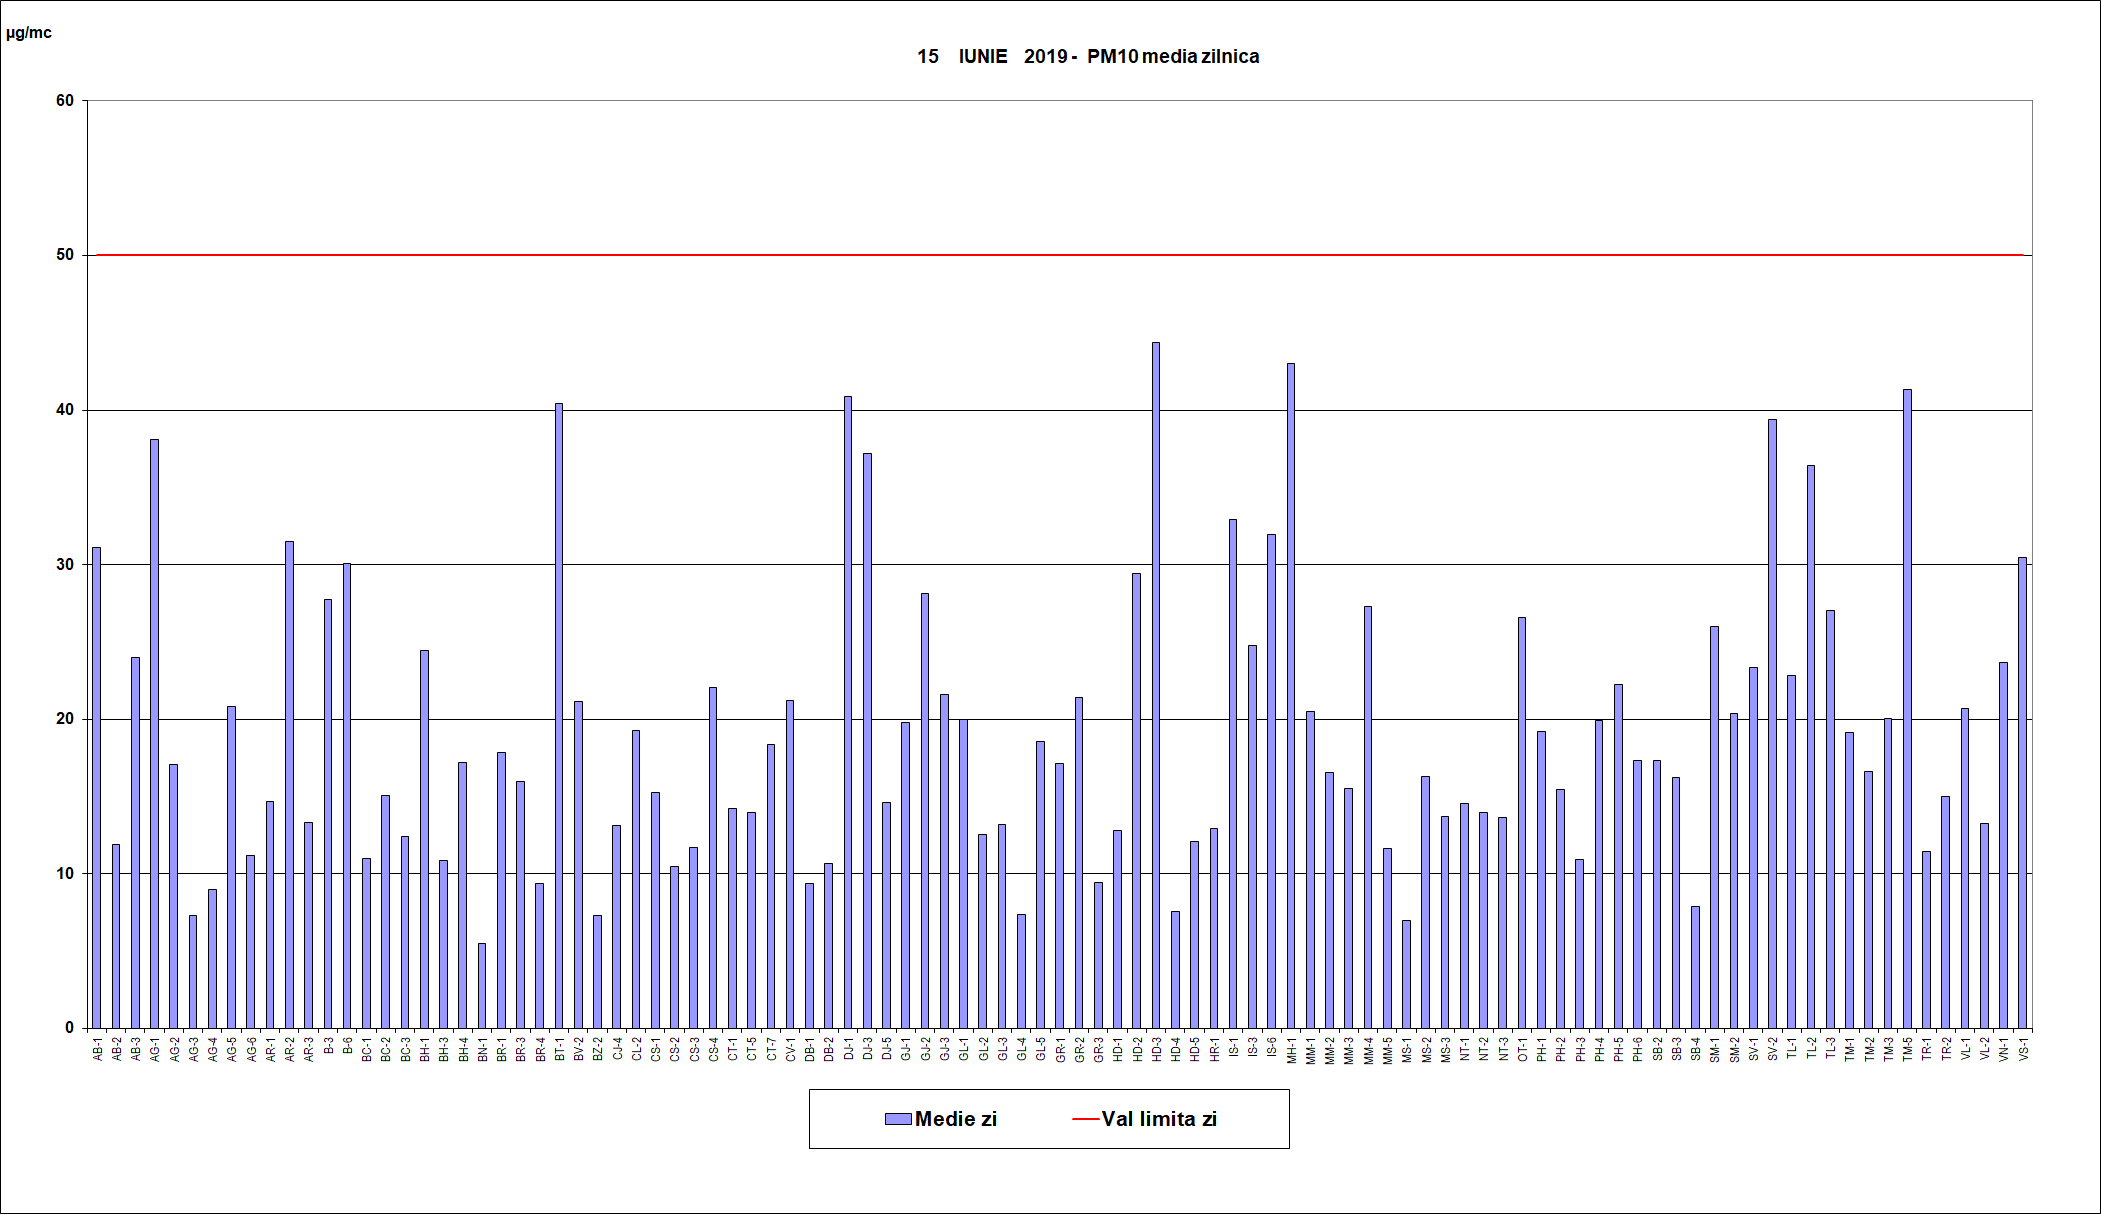 µg/mc
15 IUNIE 2019 - PM10 media zilnica
60
50
40
30
20
10
0
AB-1 AB-2 AB-3 AG-1 AG-2 AG-3 AG-4 AG-5 AG-6 AR-1 AR-2 AR-3 B-3 B-6 BC-1 BC-2 BC-3 BH-1 BH-3 BH-4 BN-1 BR-1 BR-3 BR-4 BT-1 BV-2 BZ-2 CJ-4 CL-2 CS-1 CS-2 CS-3 CS-4 CT-1 CT-5 CT-7 CV-1 DB-1 DB-2 DJ-1 DJ-3 DJ-5 GJ-1 GJ-2 GJ-3 GL-1 GL-2 GL-3 GL-4 GL-5 GR-1 GR-2 GR-3 HD-1 HD-2 HD-3 HD-4 HD-5 HR-1 IS-1 IS-3 IS-6 MH-1 MM-1 MM-2 MM-3 MM-4 MM-5 MS-1 MS-2 MS-3 NT-1 NT-2 NT-3 OT-1 PH-1 PH-2 PH-3 PH-4 PH-5 PH-6 SB-2 SB-3 SB-4 SM-1 SM-2 SV-1 SV-2 TL-1 TL-2 TL-3 TM-1 TM-2 TM-3 TM-5 TR-1 TR-2 VL-1 VL-2 VN-1 VS-1
Medie zi Val limita zi